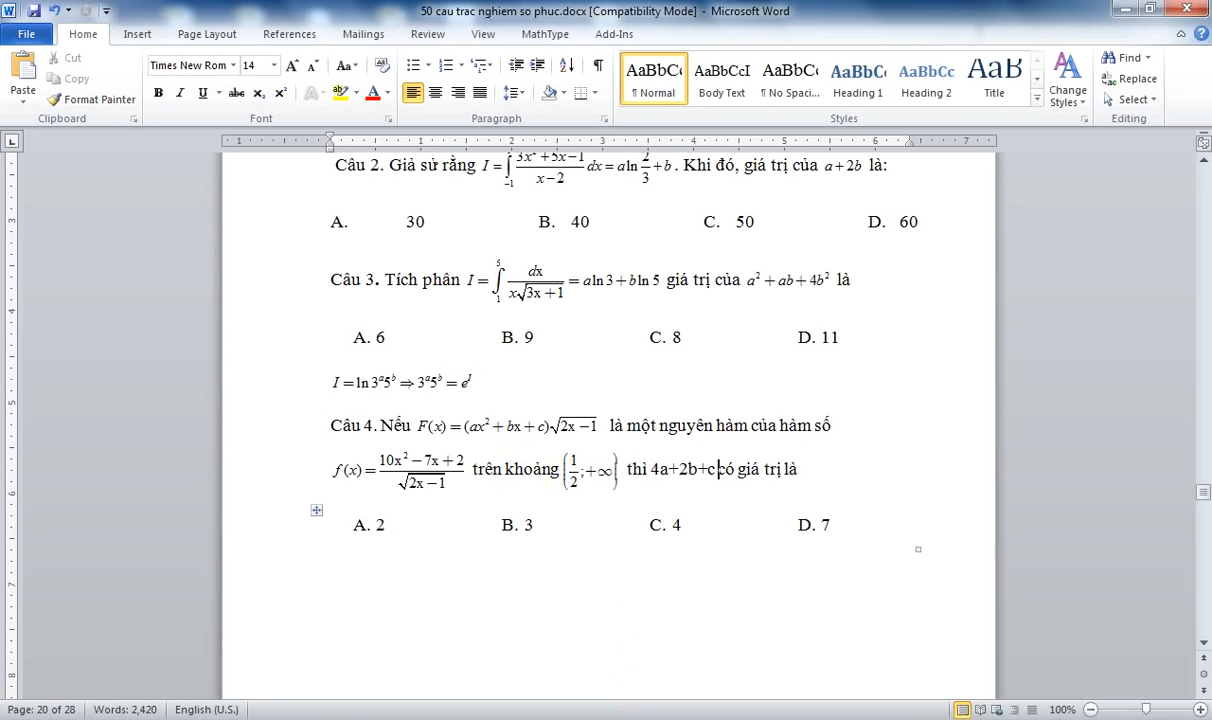 50 cau trac nghiem so phuc.docx [Compatibility Mode] - Microsoft Word
File Home Insert Page Layout References Mailings Review View MathType Add-Ins
Paste Cut Copy Format Painter
Times New Rom 14
AaBbCc AaBbCcI AaBbCc AaBbC AaBbCc AaB
¶ Normal Body Text ¶ No Spaci... Heading 1 Heading 2 Title
Change Styles
Find Replace Select
Clipboard Font Paragraph Styles Editing
Câu 2. Giả sử rằng I = ∫_{-1} (3x² + 5x − 1)/(x − 2) dx = a ln 2/3 + b. Khi đó, giá trị của a + 2b là:
A. 30 B. 40 C. 50 D. 60
Câu 3. Tích phân I = ∫_1^5 dx/(x√(3x + 1)) = a ln 3 + b ln 5 giá trị của a² + ab + 4b² là
A. 6 B. 9 C. 8 D. 11
I = ln 3ᵃ5ᵇ ⇒ 3ᵃ5ᵇ = eᴵ
Câu 4. Nếu F(x) = (ax² + bx + c)√(2x − 1) là một nguyên hàm của hàm số
f(x) = (10x² − 7x + 2)/√(2x − 1) trên khoảng (1/2; +∞) thì 4a+2b+c có giá trị là
A. 2 B. 3 C. 4 D. 7
Page: 20 of 28 Words: 2,420 English (U.S.) 100%